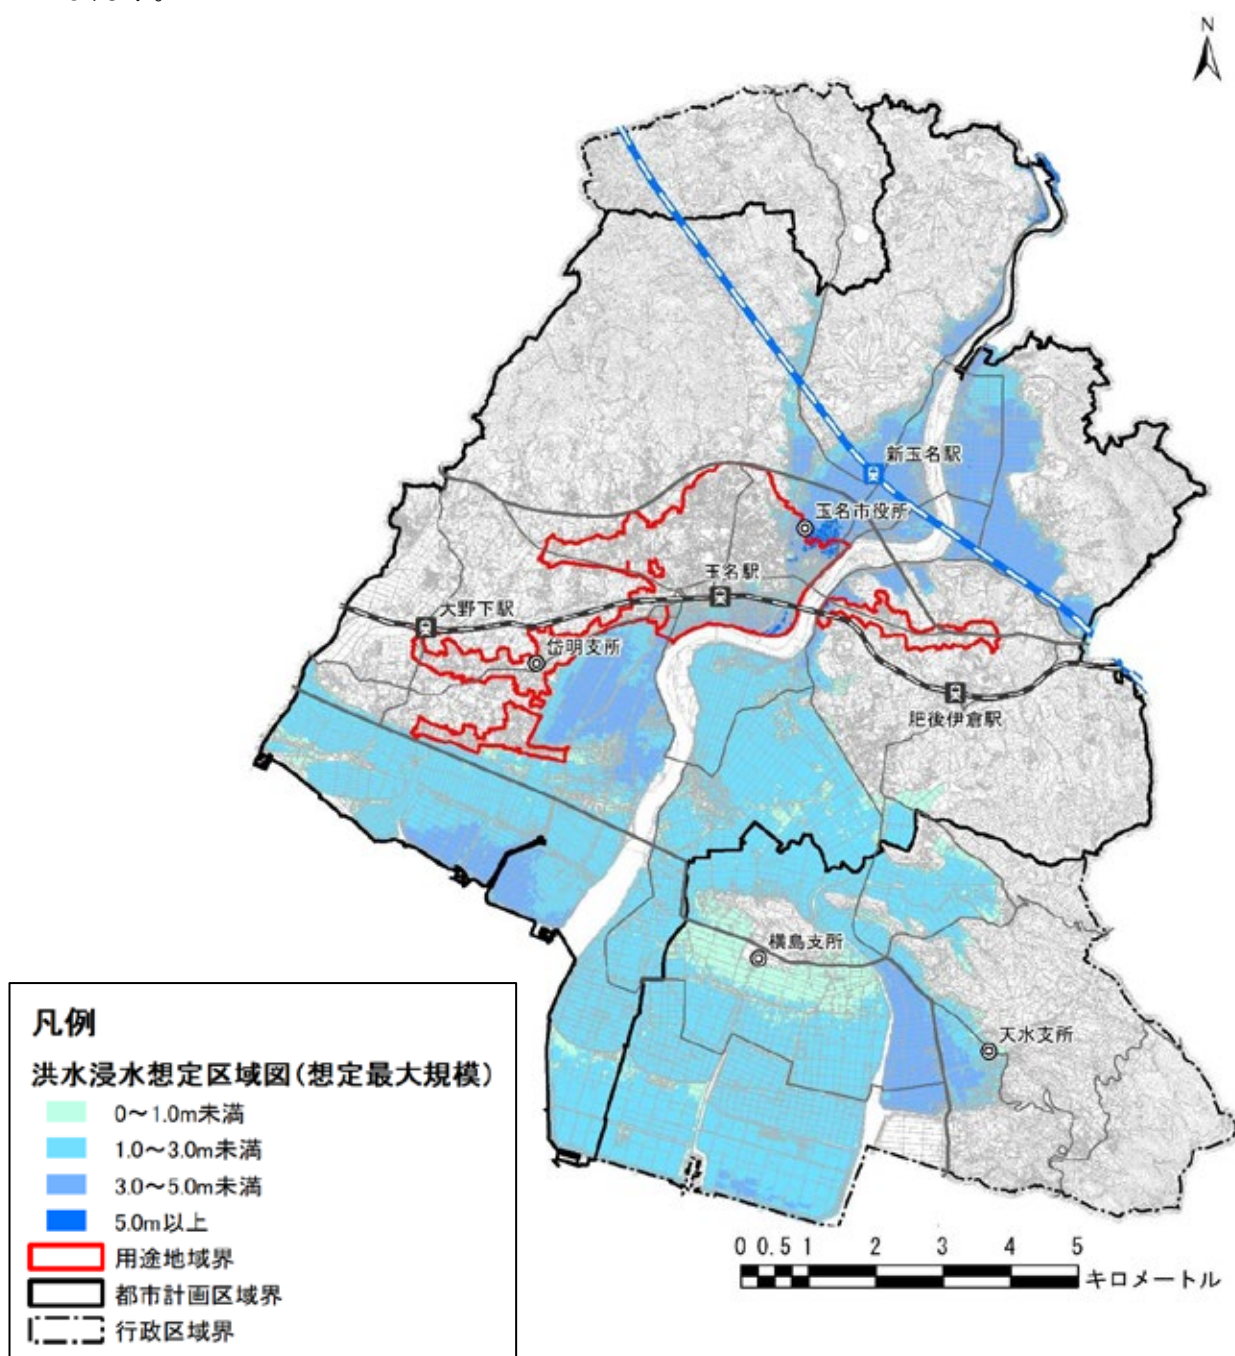 N
新玉名駅
玉名市役所
玉名駅
大野下駅
岱明支所
肥後伊倉駅
横島支所
天水支所
凡例
洪水浸水想定区域図(想定最大規模)
0～1.0m未満
1.0～3.0m未満
3.0～5.0m未満
5.0m以上
用途地域界
都市計画区域界
行政区域界
0 0.5 1 2 3 4 5
キロメートル